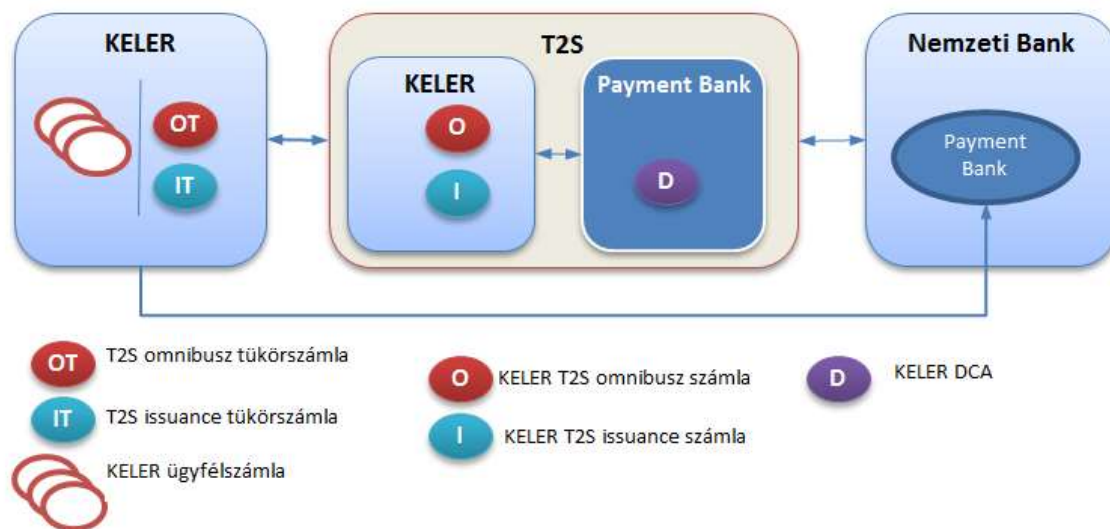 KELER
T2S
Nemzeti Bank
OT
IT
KELER
O
I
Payment Bank
D
Payment
Bank
OT T2S omnibusz tükörszámla
IT T2S issuance tükörszámla
KELER ügyfélszámla
O KELER T2S omnibusz számla
I KELER T2S issuance számla
D KELER DCA